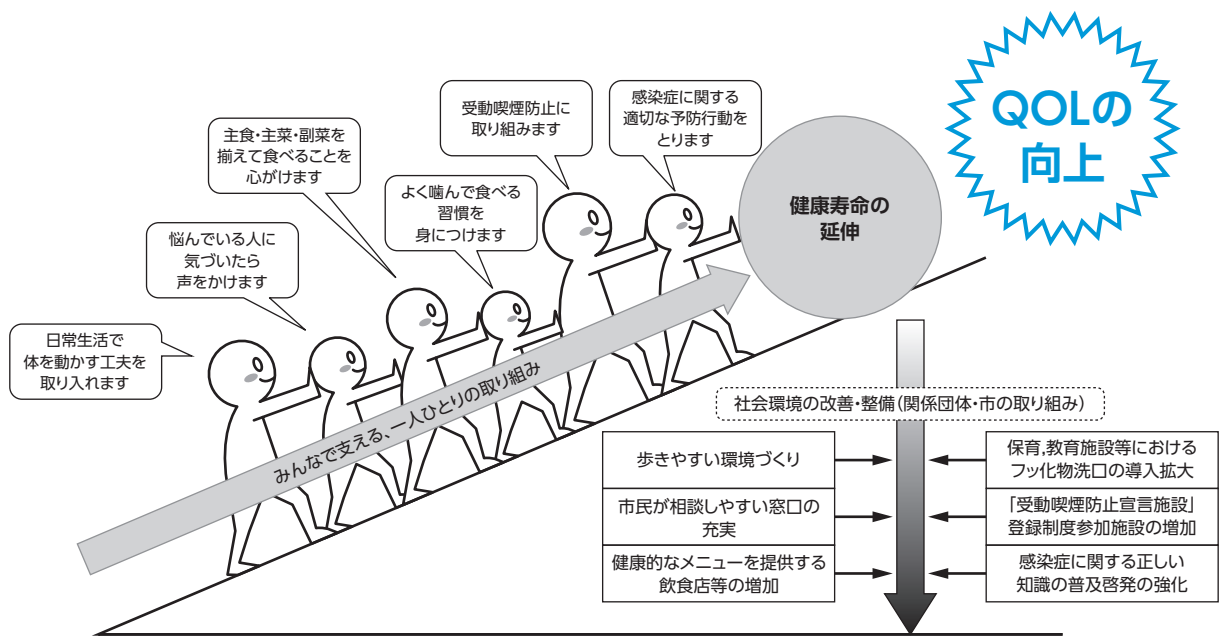 QOLの
向上
感染症に関する
適切な予防行動を
とります
受動喫煙防止に
取り組みます
主食・主菜・副菜を
揃えて食べることを
心がけます
よく噛んで食べる
習慣を
身につけます
悩んでいる人に
気づいたら
声をかけます
日常生活で
体を動かす工夫を
取り入れます
健康寿命の
延伸
みんなで支える、一人ひとりの取り組み
社会環境の改善・整備(関係団体・市の取り組み)
歩きやすい環境づくり
市民が相談しやすい窓口の
充実
健康的なメニューを提供する
飲食店等の増加
保育,教育施設等における
フッ化物洗口の導入拡大
「受動喫煙防止宣言施設」
登録制度参加施設の増加
感染症に関する正しい
知識の普及啓発の強化